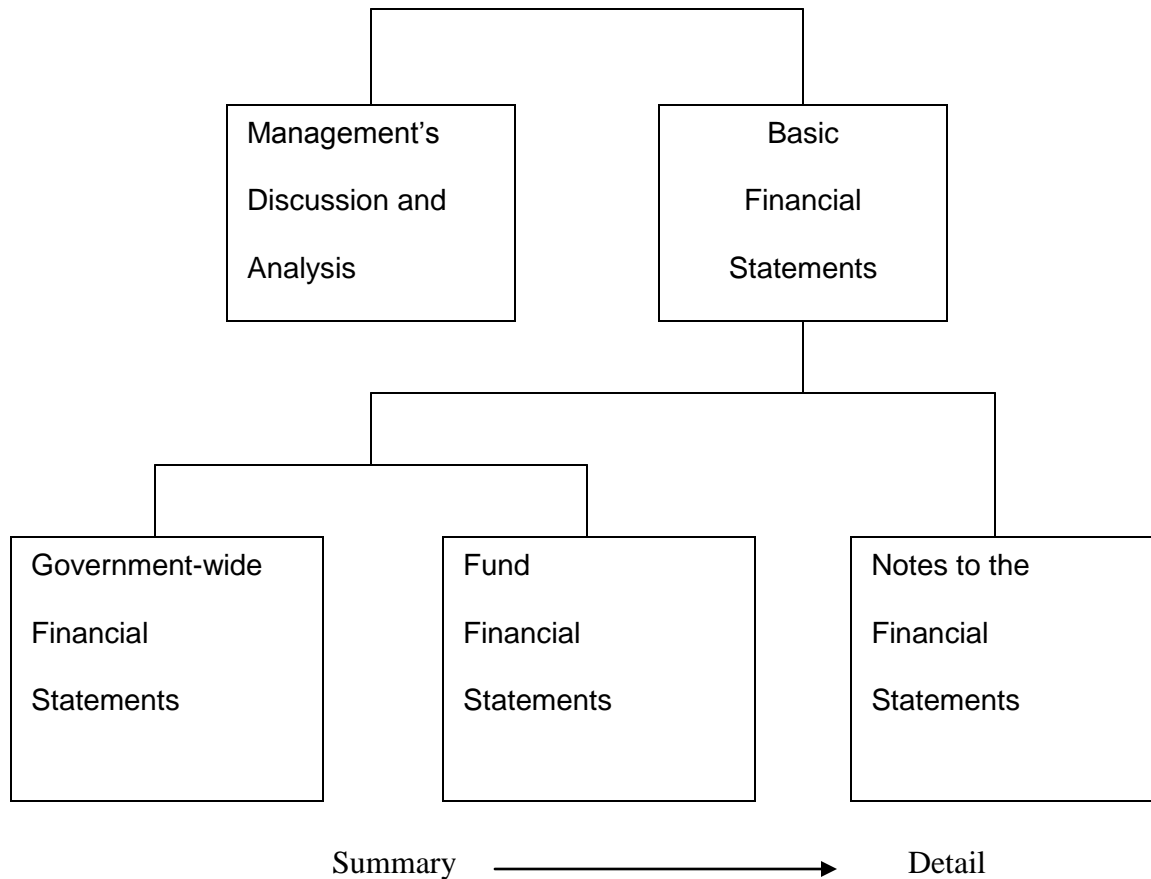 Management’s
Discussion and
Analysis
Basic
Financial
Statements
Government-wide
Financial
Statements
Fund
Financial
Statements
Notes to the
Financial
Statements
Summary Detail